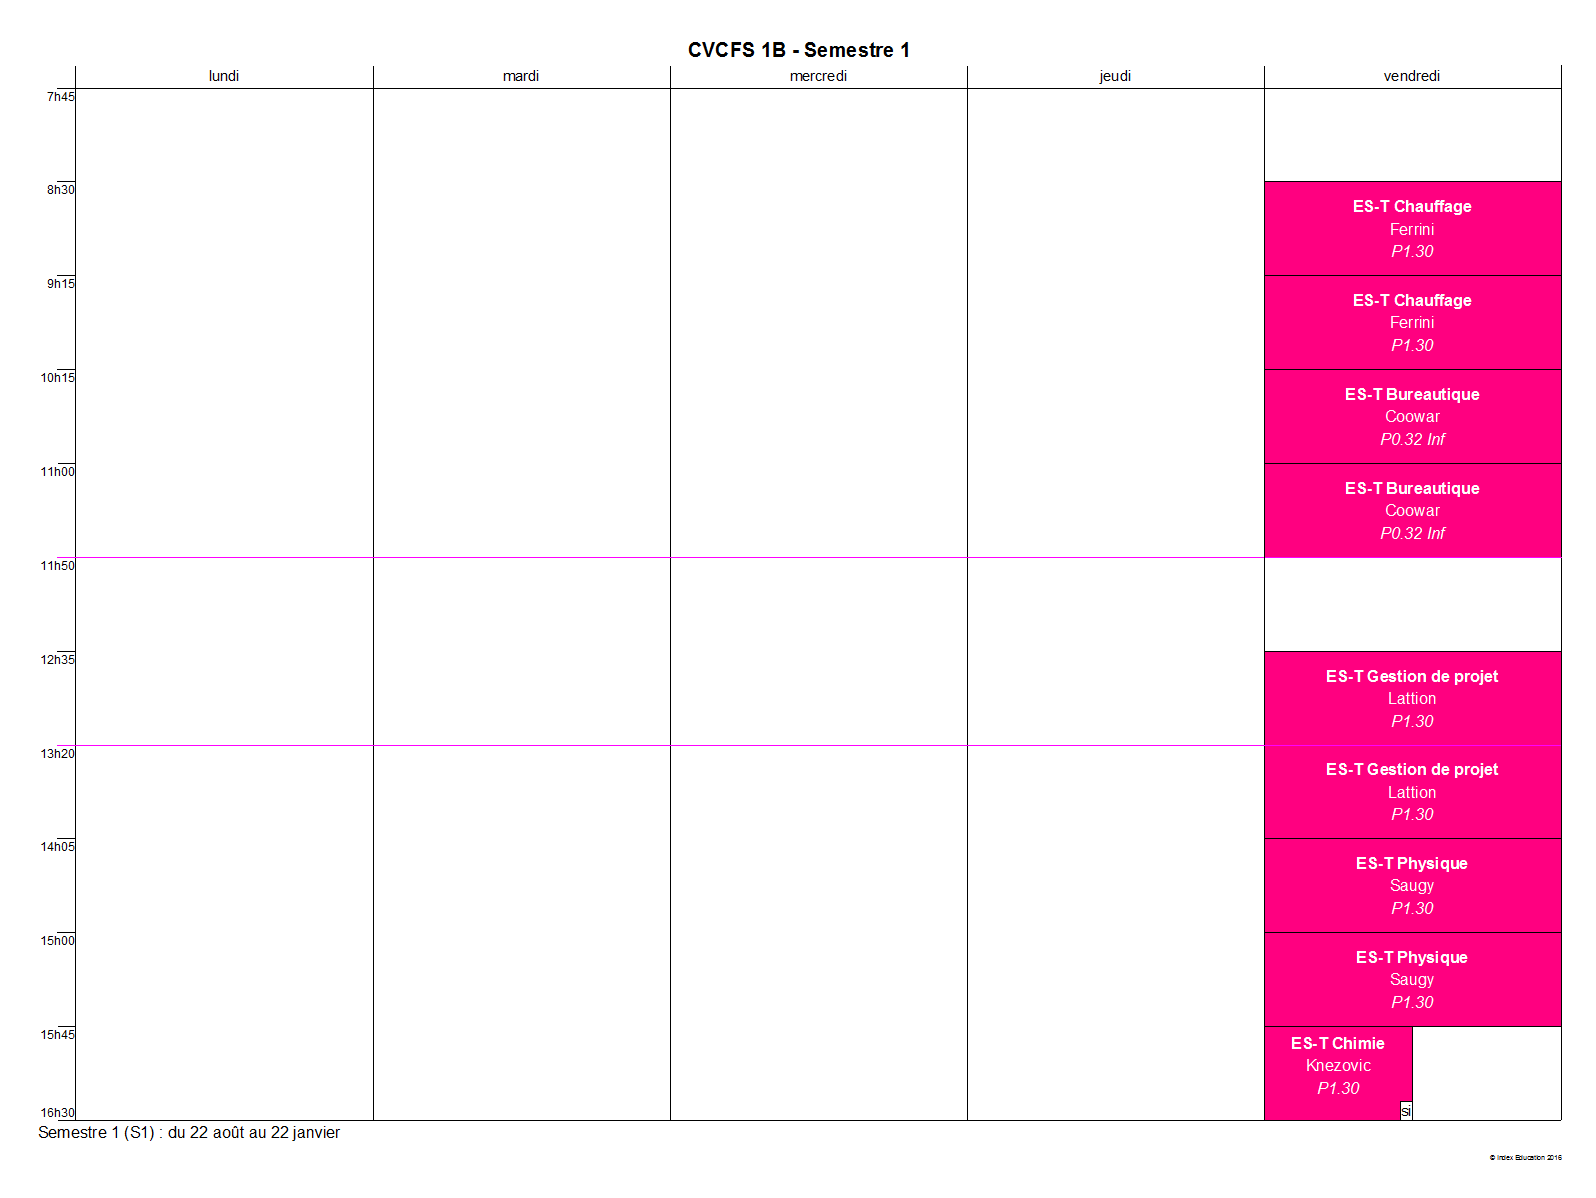 CVCFS 1B - Semestre 1
lundi
mardi
mercredi
jeudi
vendredi
7h45
8h30
ES-T Chauffage
Ferrini
P1.30
9h15
ES-T Chauffage
Ferrini
P1.30
10h15
ES-T Bureautique
Coowar
P0.32 Inf
11h00
ES-T Bureautique
Coowar
P0.32 Inf
11h50
12h35
ES-T Gestion de projet
Lattion
P1.30
13h20
ES-T Gestion de projet
Lattion
P1.30
14h05
ES-T Physique
Saugy
P1.30
15h00
ES-T Physique
Saugy
P1.30
15h45
ES-T Chimie
Knezovic
P1.30
si
16h30
Semestre 1 (S1) : du 22 août au 22 janvier
© Index Education 2016